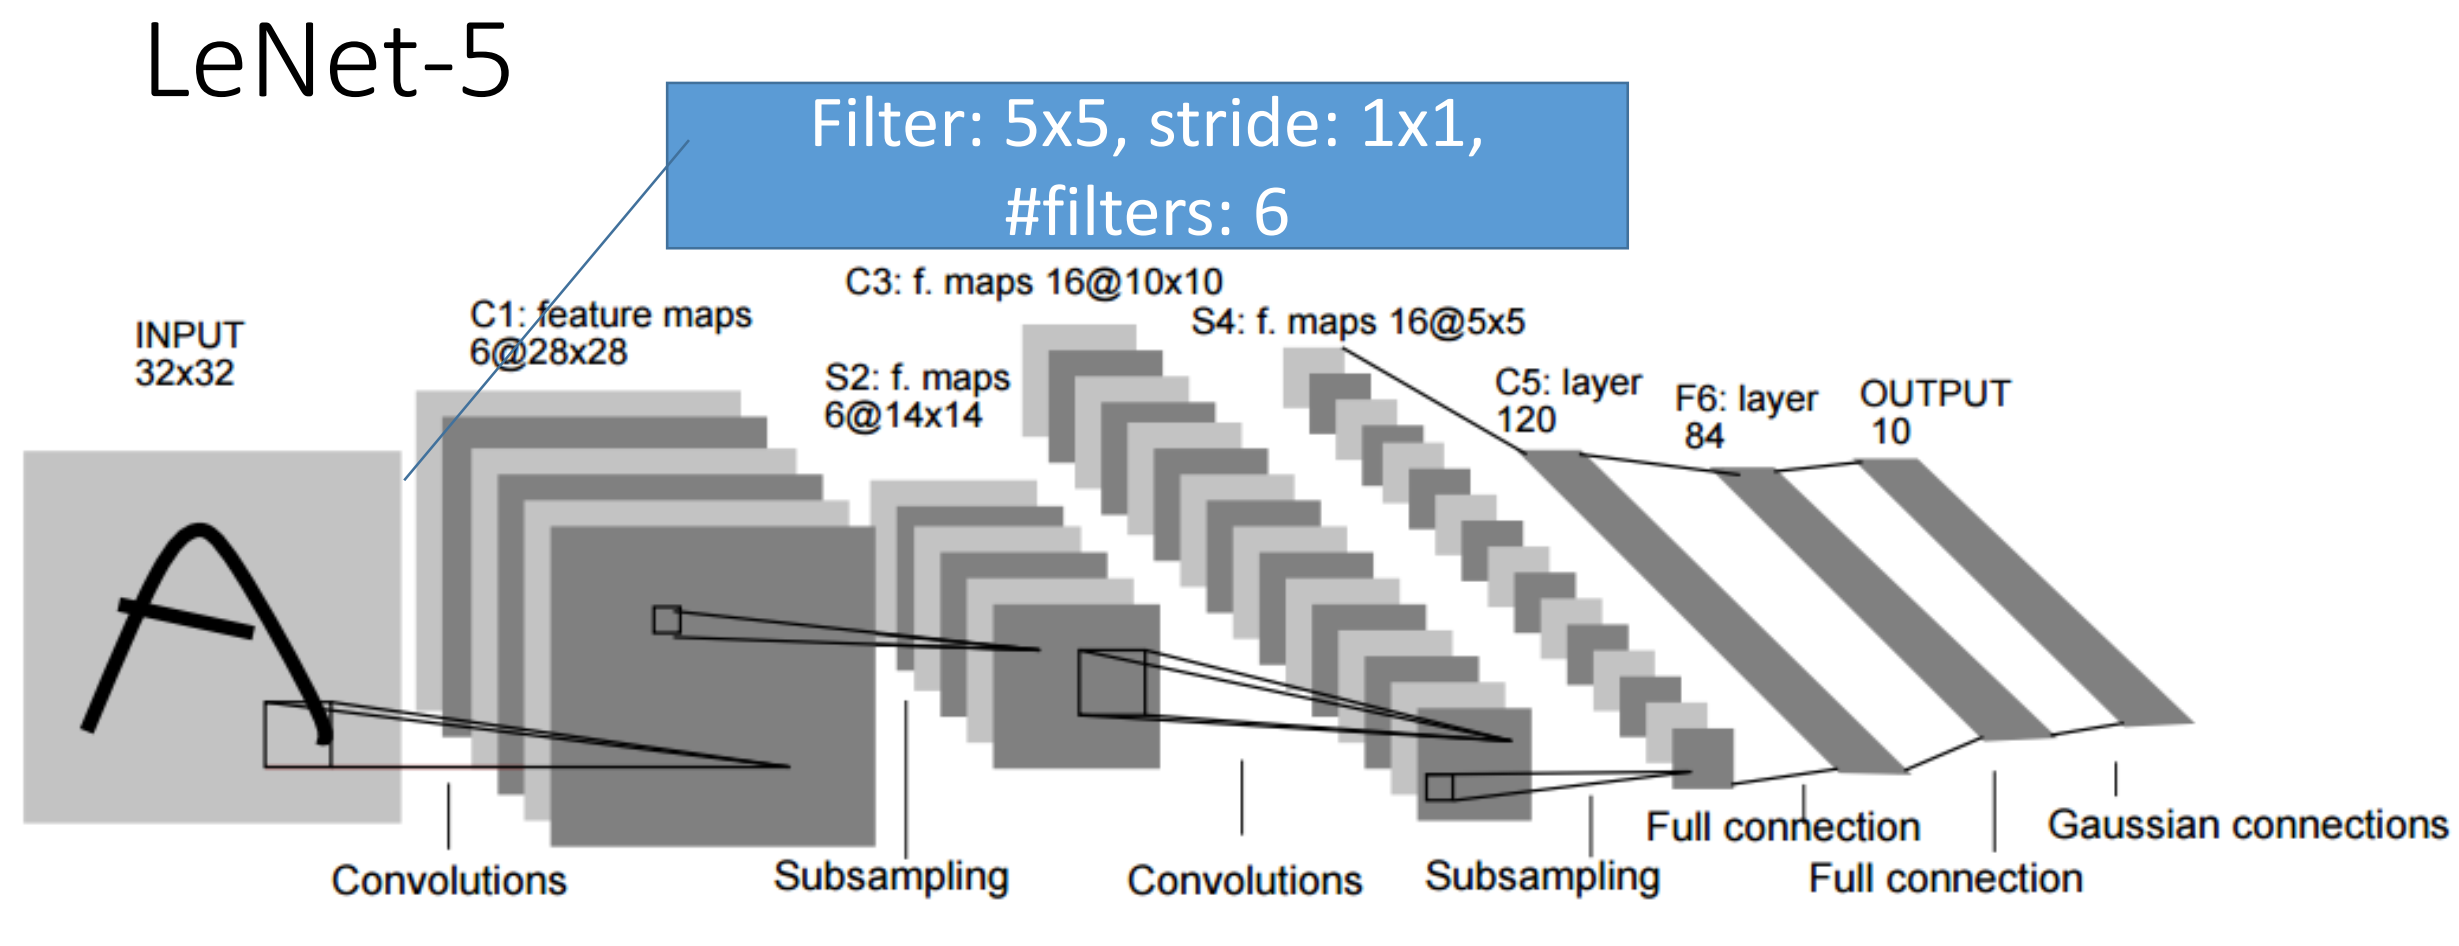 LeNet-5
Filter: 5x5, stride: 1x1,
#filters: 6
INPUT
32x32
C1: feature maps
6@28x28
S2: f. maps
6@14x14
C3: f. maps 16@10x10
S4: f. maps 16@5x5
C5: layer
120
F6: layer
84
OUTPUT
10
Convolutions
Subsampling
Convolutions
Subsampling
Full connection
Full connection
Gaussian connections